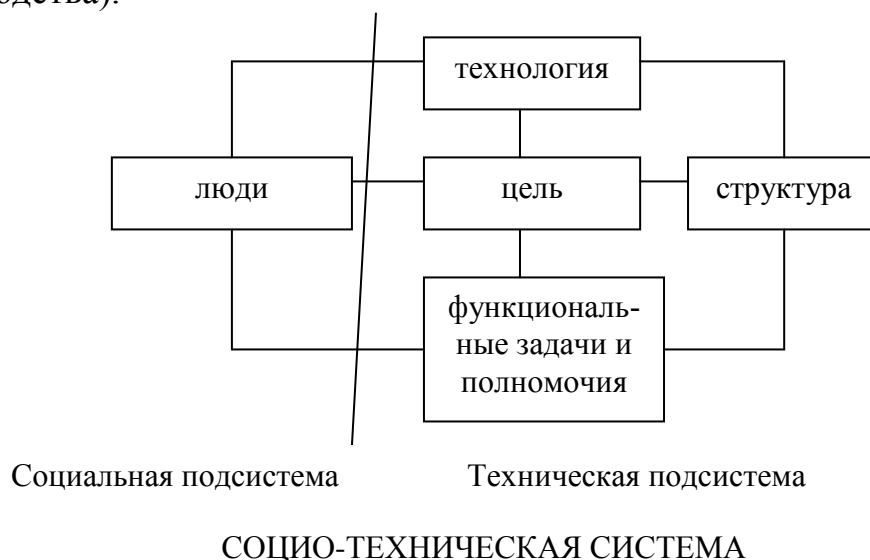 одства).
технология
люди
цель
структура
функциональ-
ные задачи и
полномочия
Социальная подсистема
Техническая подсистема
СОЦИО-ТЕХНИЧЕСКАЯ СИСТЕМА